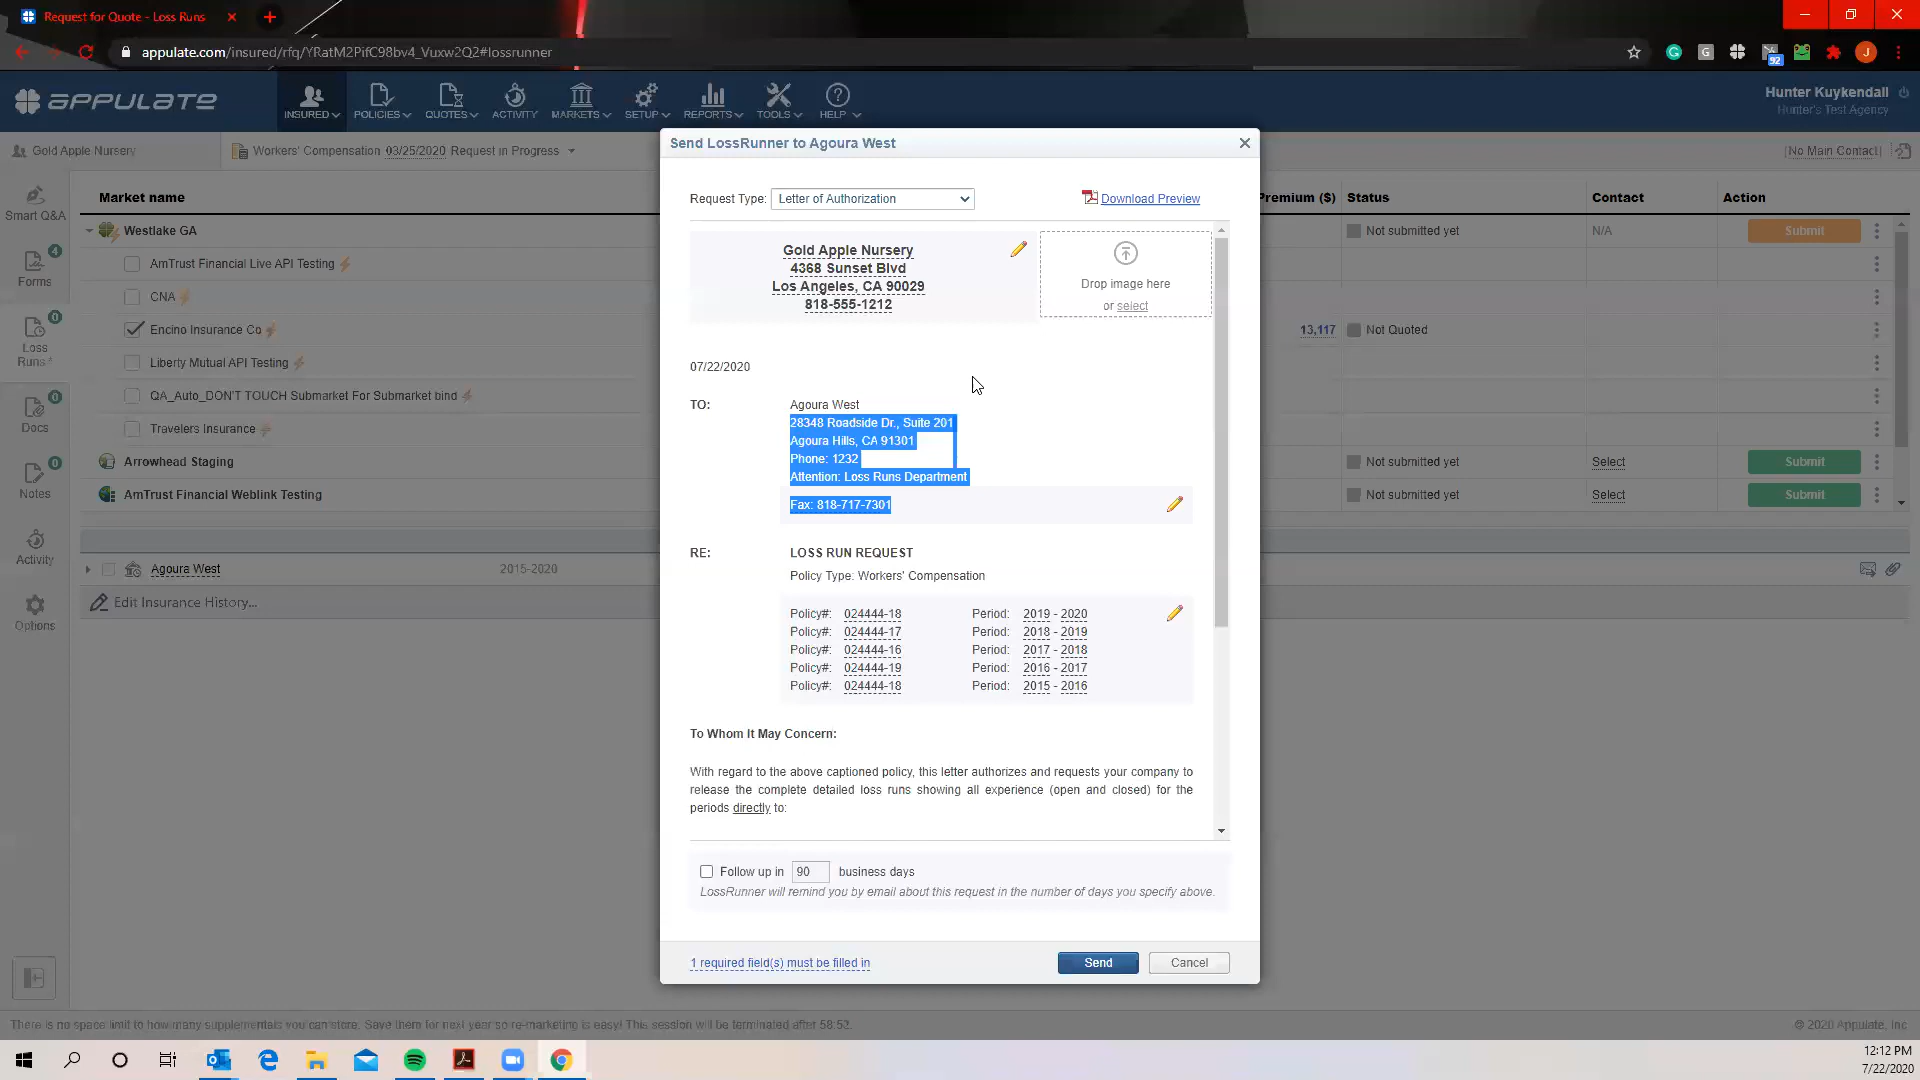 Request for Quote - Loss Runs
appulate.com/insured/rfq/YRatM2PifC98bv4_Vuxw2Q2#lossrunner
G
G
92
J
APPULATE
INSURED
POLICIES
QUOTES
ACTIVITY
MARKETS
SETUP
REPORTS
TOOLS
HELP
Hunter Kuykendall
Hunter's Test Agency
Gold Apple Nursery
Workers' Compensation 03/25/2020 Request in Progress
[No Main Contact]
Smart Q&A
4
Forms
0
Loss
Runs
0
Docs
0
Notes
Activity
Options
Market name
Premium ($)
Status
Contact
Action
Westlake GA
Not submitted yet
N/A
Submit
AmTrust Financial Live API Testing
CNA
Encino Insurance Co
13,117
Not Quoted
Liberty Mutual API Testing
QA_Auto_DON'T TOUCH Submarket For Submarket bind
Travelers Insurance
Arrowhead Staging
Not submitted yet
Select
Submit
AmTrust Financial Weblink Testing
Not submitted yet
Select
Submit
Agoura West
2015-2020
Edit Insurance History...
Send LossRunner to Agoura West
Request Type: Letter of Authorization
Download Preview
Gold Apple Nursery
4368 Sunset Blvd
Los Angeles, CA 90029
818-555-1212
Drop image here
or select
07/22/2020
TO:
Agoura West
28348 Roadside Dr., Suite 201
Agoura Hills, CA 91301
Phone: 1232
Attention: Loss Runs Department
Fax: 818-717-7301
RE:
LOSS RUN REQUEST
Policy Type: Workers' Compensation
Policy#: 024444-18 Period: 2019 - 2020
Policy#: 024444-17 Period: 2018 - 2019
Policy#: 024444-16 Period: 2017 - 2018
Policy#: 024444-19 Period: 2016 - 2017
Policy#: 024444-18 Period: 2015 - 2016
To Whom It May Concern:
With regard to the above captioned policy, this letter authorizes and requests your company to
release the complete detailed loss runs showing all experience (open and closed) for the
periods directly to:
Follow up in 90 business days
LossRunner will remind you by email about this request in the number of days you specify above.
1 required field(s) must be filled in
Send
Cancel
There is no space limit to how many supplementals you can store. Save them for next year so re-marketing is easy! This session will be terminated after 58:52.
© 2020 Appulate, Inc
12:12 PM
7/22/2020